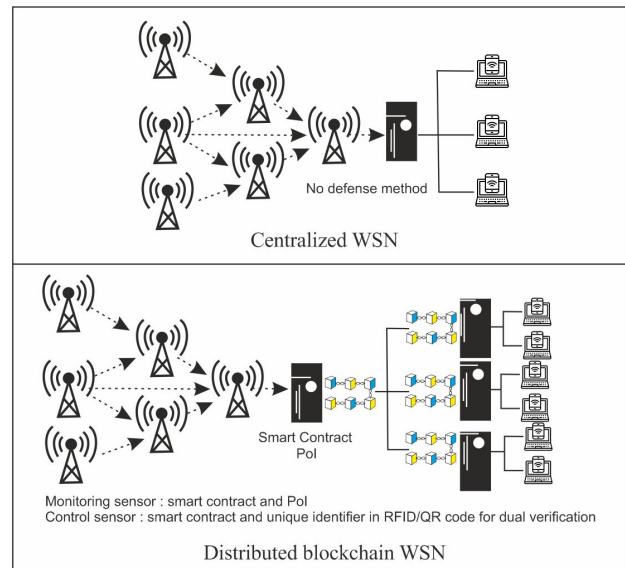 No defense method
Centralized WSN
Smart Contract
PoI
Monitoring sensor : smart contract and PoI
Control sensor : smart contract and unique identifier in RFID/QR code for dual verification
Distributed blockchain WSN